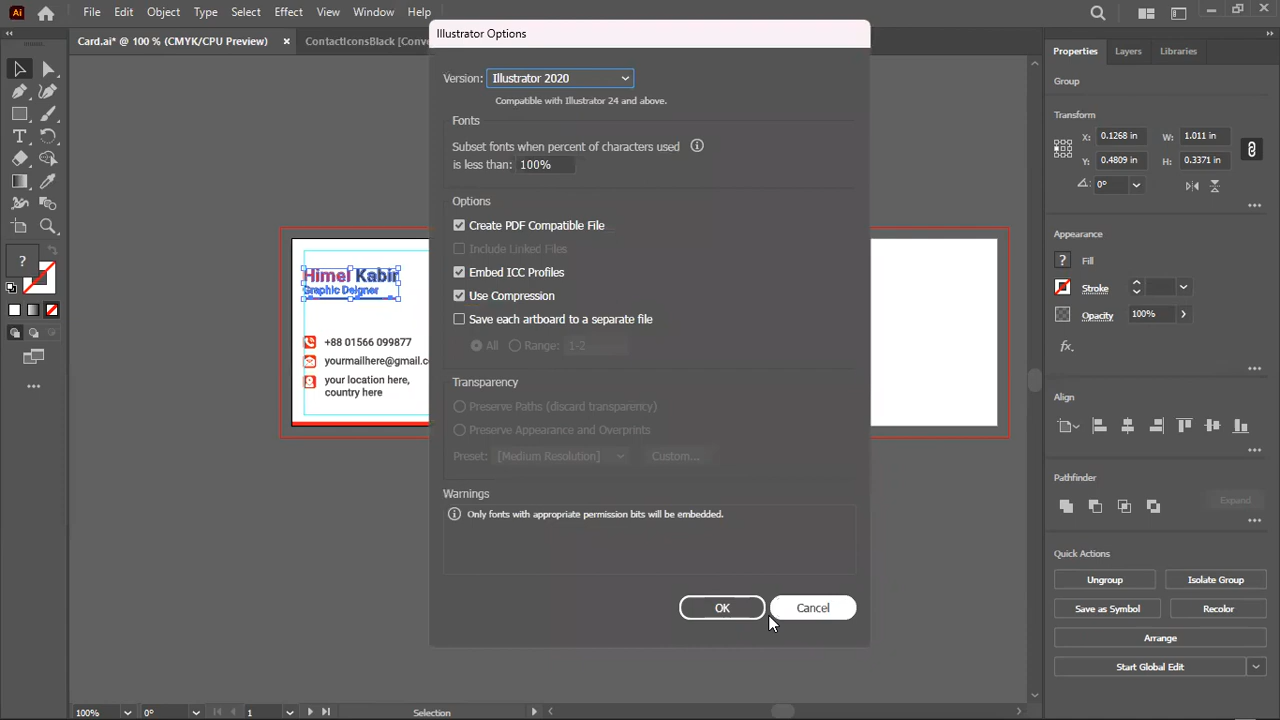 File Edit Object Type Select Effect View Window Help
Card.ai* @ 100 % (CMYK/CPU Preview) × ContactIconsBlack [Conve
Illustrator Options
Version: Illustrator 2020
Compatible with Illustrator 24 and above.
Fonts
Subset fonts when percent of characters used
is less than: 100%
Options
Create PDF Compatible File
Include Linked Files
Embed ICC Profiles
Use Compression
Save each artboard to a separate file
All Range: 1-2
Transparency
Preserve Paths (discard transparency)
Preserve Appearance and Overprints
Preset: [Medium Resolution] Custom...
Warnings
Only fonts with appropriate permission bits will be embedded.
OK Cancel
Himel Kabir
Graphic Deigner
+88 01566 099877
yourmailhere@gmail.c
your location here,
country here
Properties Layers Libraries
Group
Transform
X: 0.1268 in W: 1.011 in
Y: 0.4809 in H: 0.3371 in
0°
Appearance
? Fill
Stroke
Opacity 100%
fx
Align
Pathfinder
Expand
Quick Actions
Ungroup Isolate Group
Save as Symbol Recolor
Arrange
Start Global Edit
100% 0° 1 Selection
Ai
?